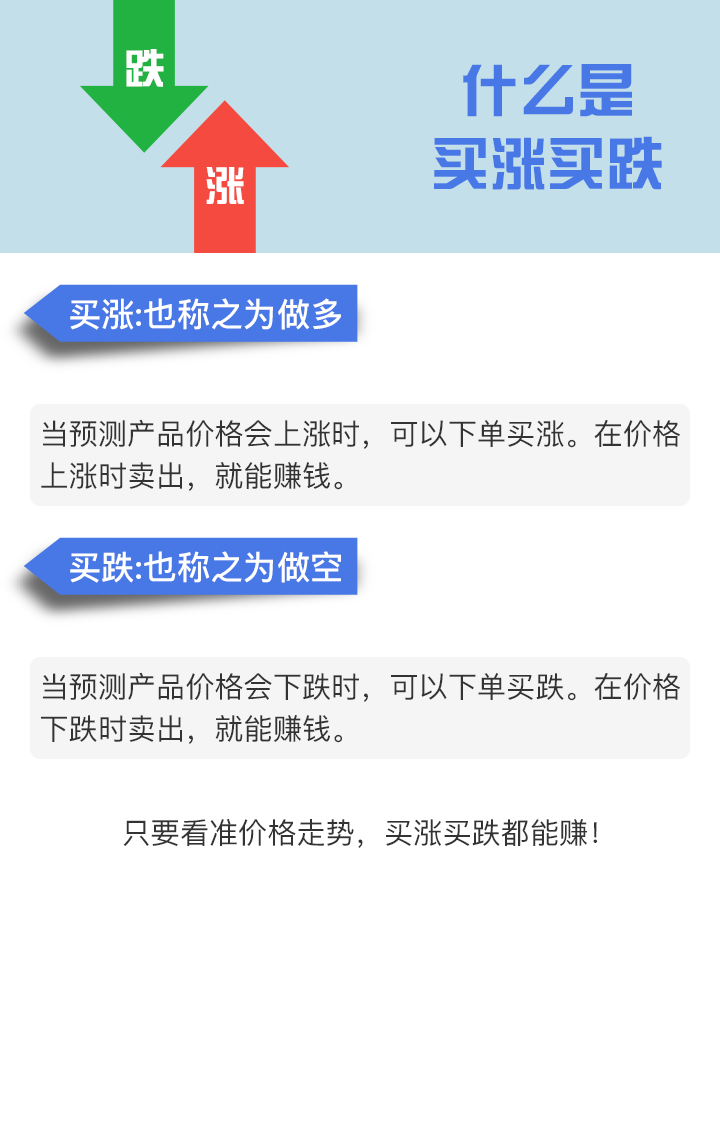 跌
涨
什么是
买涨买跌
买涨:也称之为做多
当预测产品价格会上涨时，可以下单买涨。在价格
上涨时卖出，就能赚钱。
买跌:也称之为做空
当预测产品价格会下跌时，可以下单买跌。在价格
下跌时卖出，就能赚钱。
只要看准价格走势，买涨买跌都能赚!